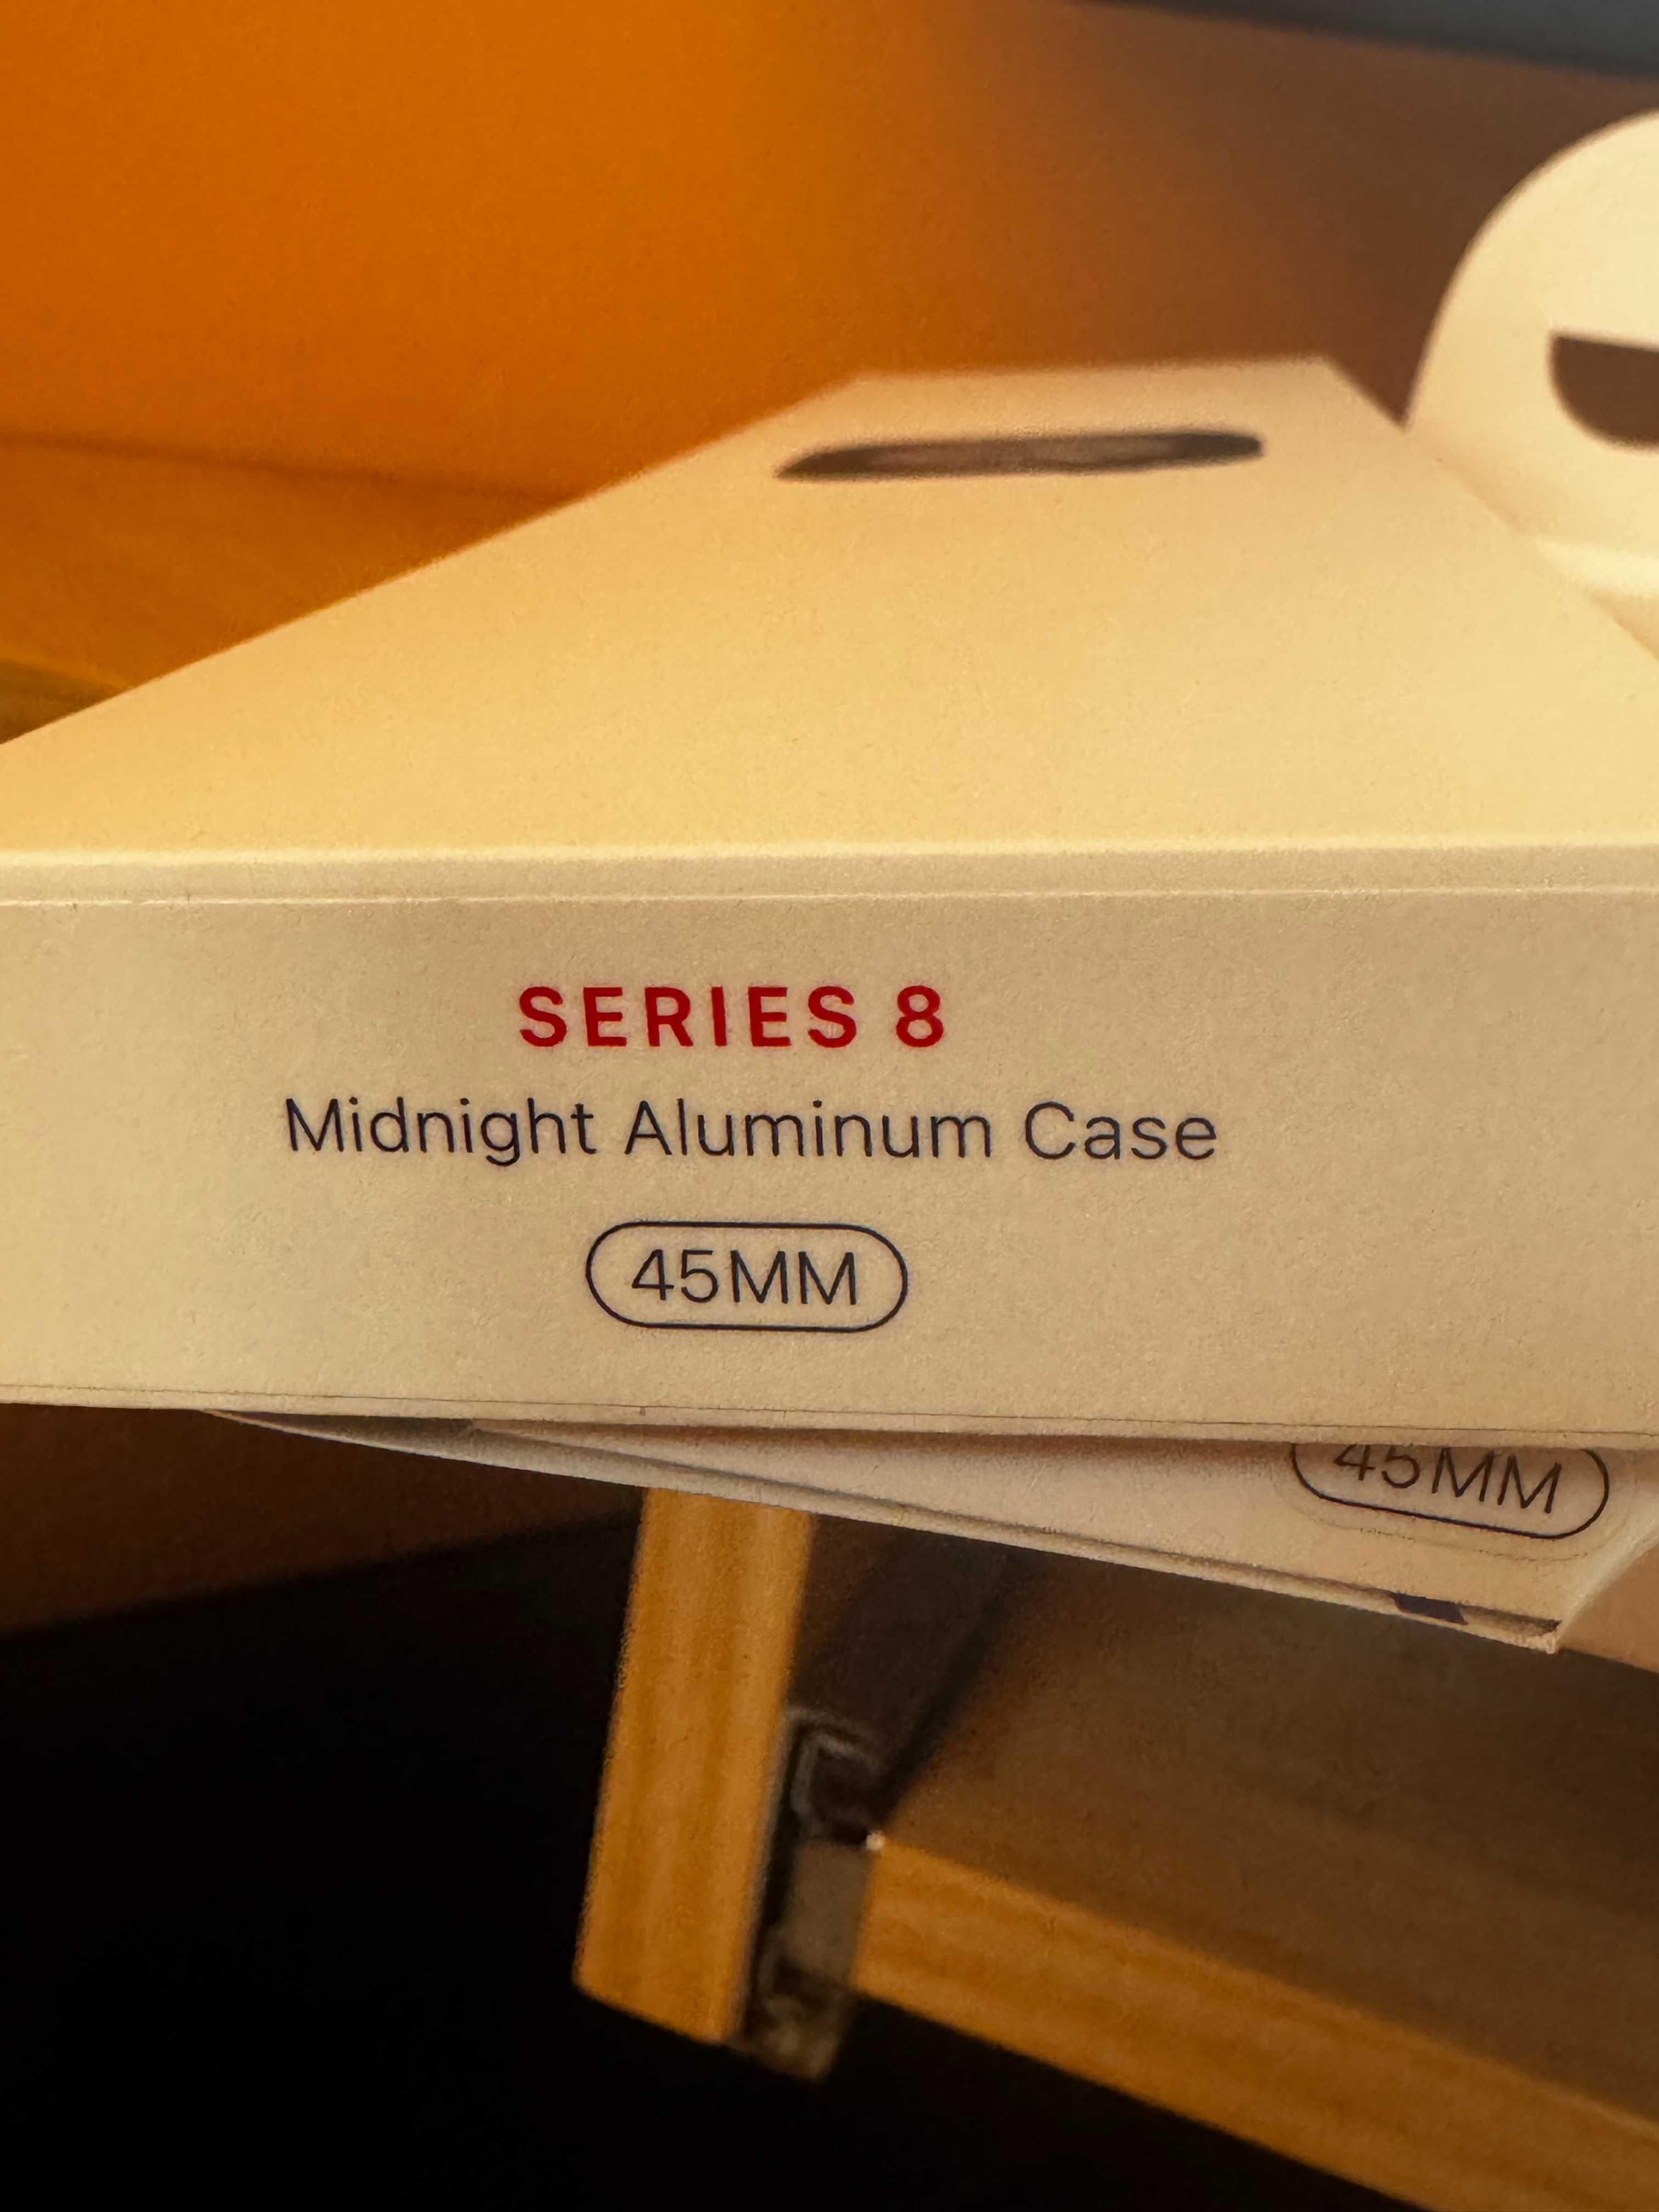 SERIES 8
Midnight Aluminum Case
45MM
45MM